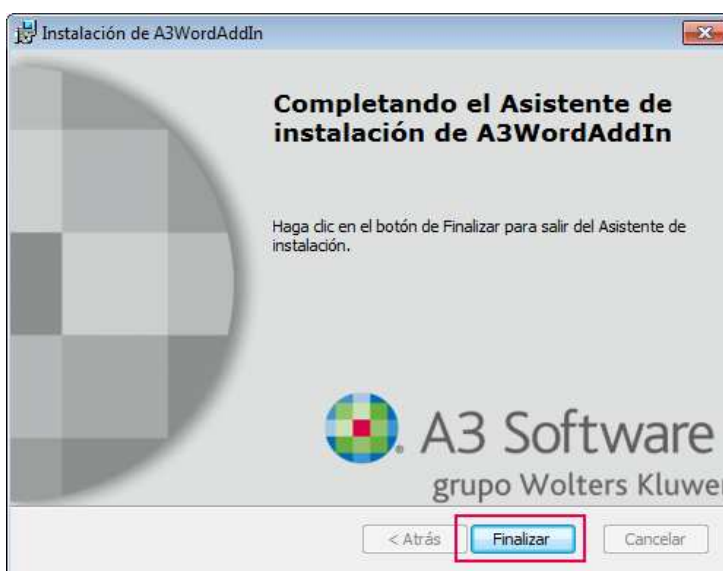 Instalación de A3WordAddIn
Completando el Asistente de
instalación de A3WordAddIn
Haga clic en el botón de Finalizar para salir del Asistente de
instalación.
A3 Software
grupo Wolters Kluwer
< Atrás Finalizar Cancelar